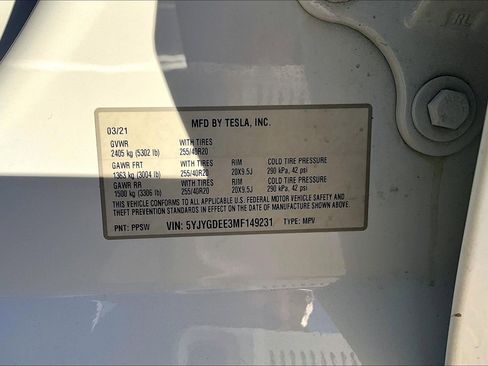 RL
MFD BY TESLA, INC.
03/21
GVWR WITH TIRES
2405 kg (5302 lb) 255/40R20
GAWR FRT WITH TIRES RIM COLD TIRE PRESSURE
1363 kg (3004 lb) 255/40R20 20X9.5J 290 kPa, 42 psi
GAWR RR WITH TIRES RIM COLD TIRE PRESSURE
1500 kg (3306 lb) 255/40R20 20X9.5J 290 kPa, 42 psi
THIS VEHICLE CONFORMS TO ALL APPLICABLE U.S. FEDERAL MOTOR VEHICLE SAFETY AND
THEFT PREVENTION STANDARDS IN EFFECT ON THE DATE OF MANUFACTURE SHOWN ABOVE.
PNT: PPSW VIN: 5YJYGDEE3MF149231 TYPE: MPV